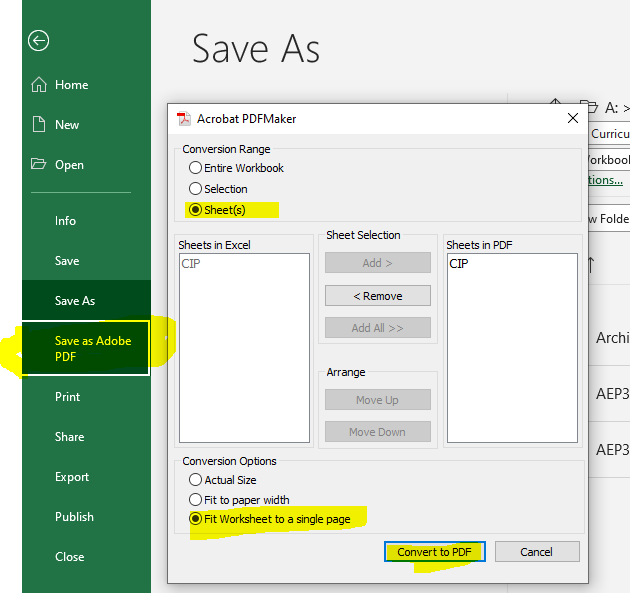 Save As
Home
New
Open
Info
Save
Save As
Save as Adobe
PDF
Print
Share
Export
Publish
Close
Acrobat PDFMaker
Conversion Range
Entire Workbook
Selection
Sheet(s)
Sheets in Excel
CIP
Sheet Selection
Add >
< Remove
Add All >>
Arrange
Move Up
Move Down
Sheets in PDF
CIP
Conversion Options
Actual Size
Fit to paper width
Fit Worksheet to a single page
Convert to PDF
Cancel
A: >
Curricu
orkbook
tions...
w Folde
Archi
AEP3
AEP3